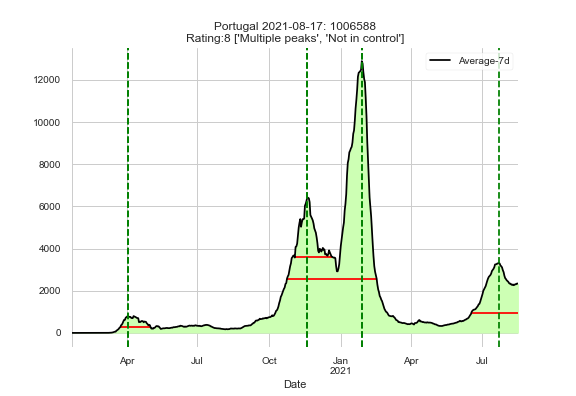 Portugal 2021-08-17: 1006588
Rating:8 ['Multiple peaks', 'Not in control']
Average-7d
12000
10000
8000
6000
4000
2000
0
Apr Jul Oct Jan Apr Jul
2021
Date